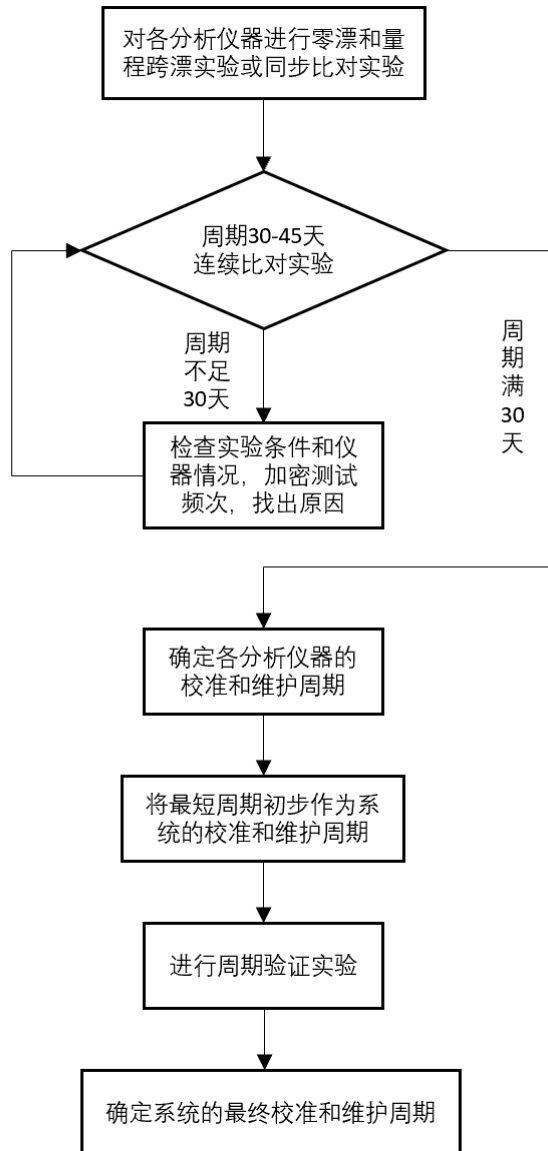 对各分析仪器进行零漂和量
程跨漂实验或同步比对实验
周期30-45天
连续比对实验
周期
不足
30天
周
期
满
30
天
检查实验条件和仪
器情况，加密测试
频次，找出原因
确定各分析仪器的
校准和维护周期
将最短周期初步作为系
统的校准和维护周期
进行周期验证实验
确定系统的最终校准和维护周期